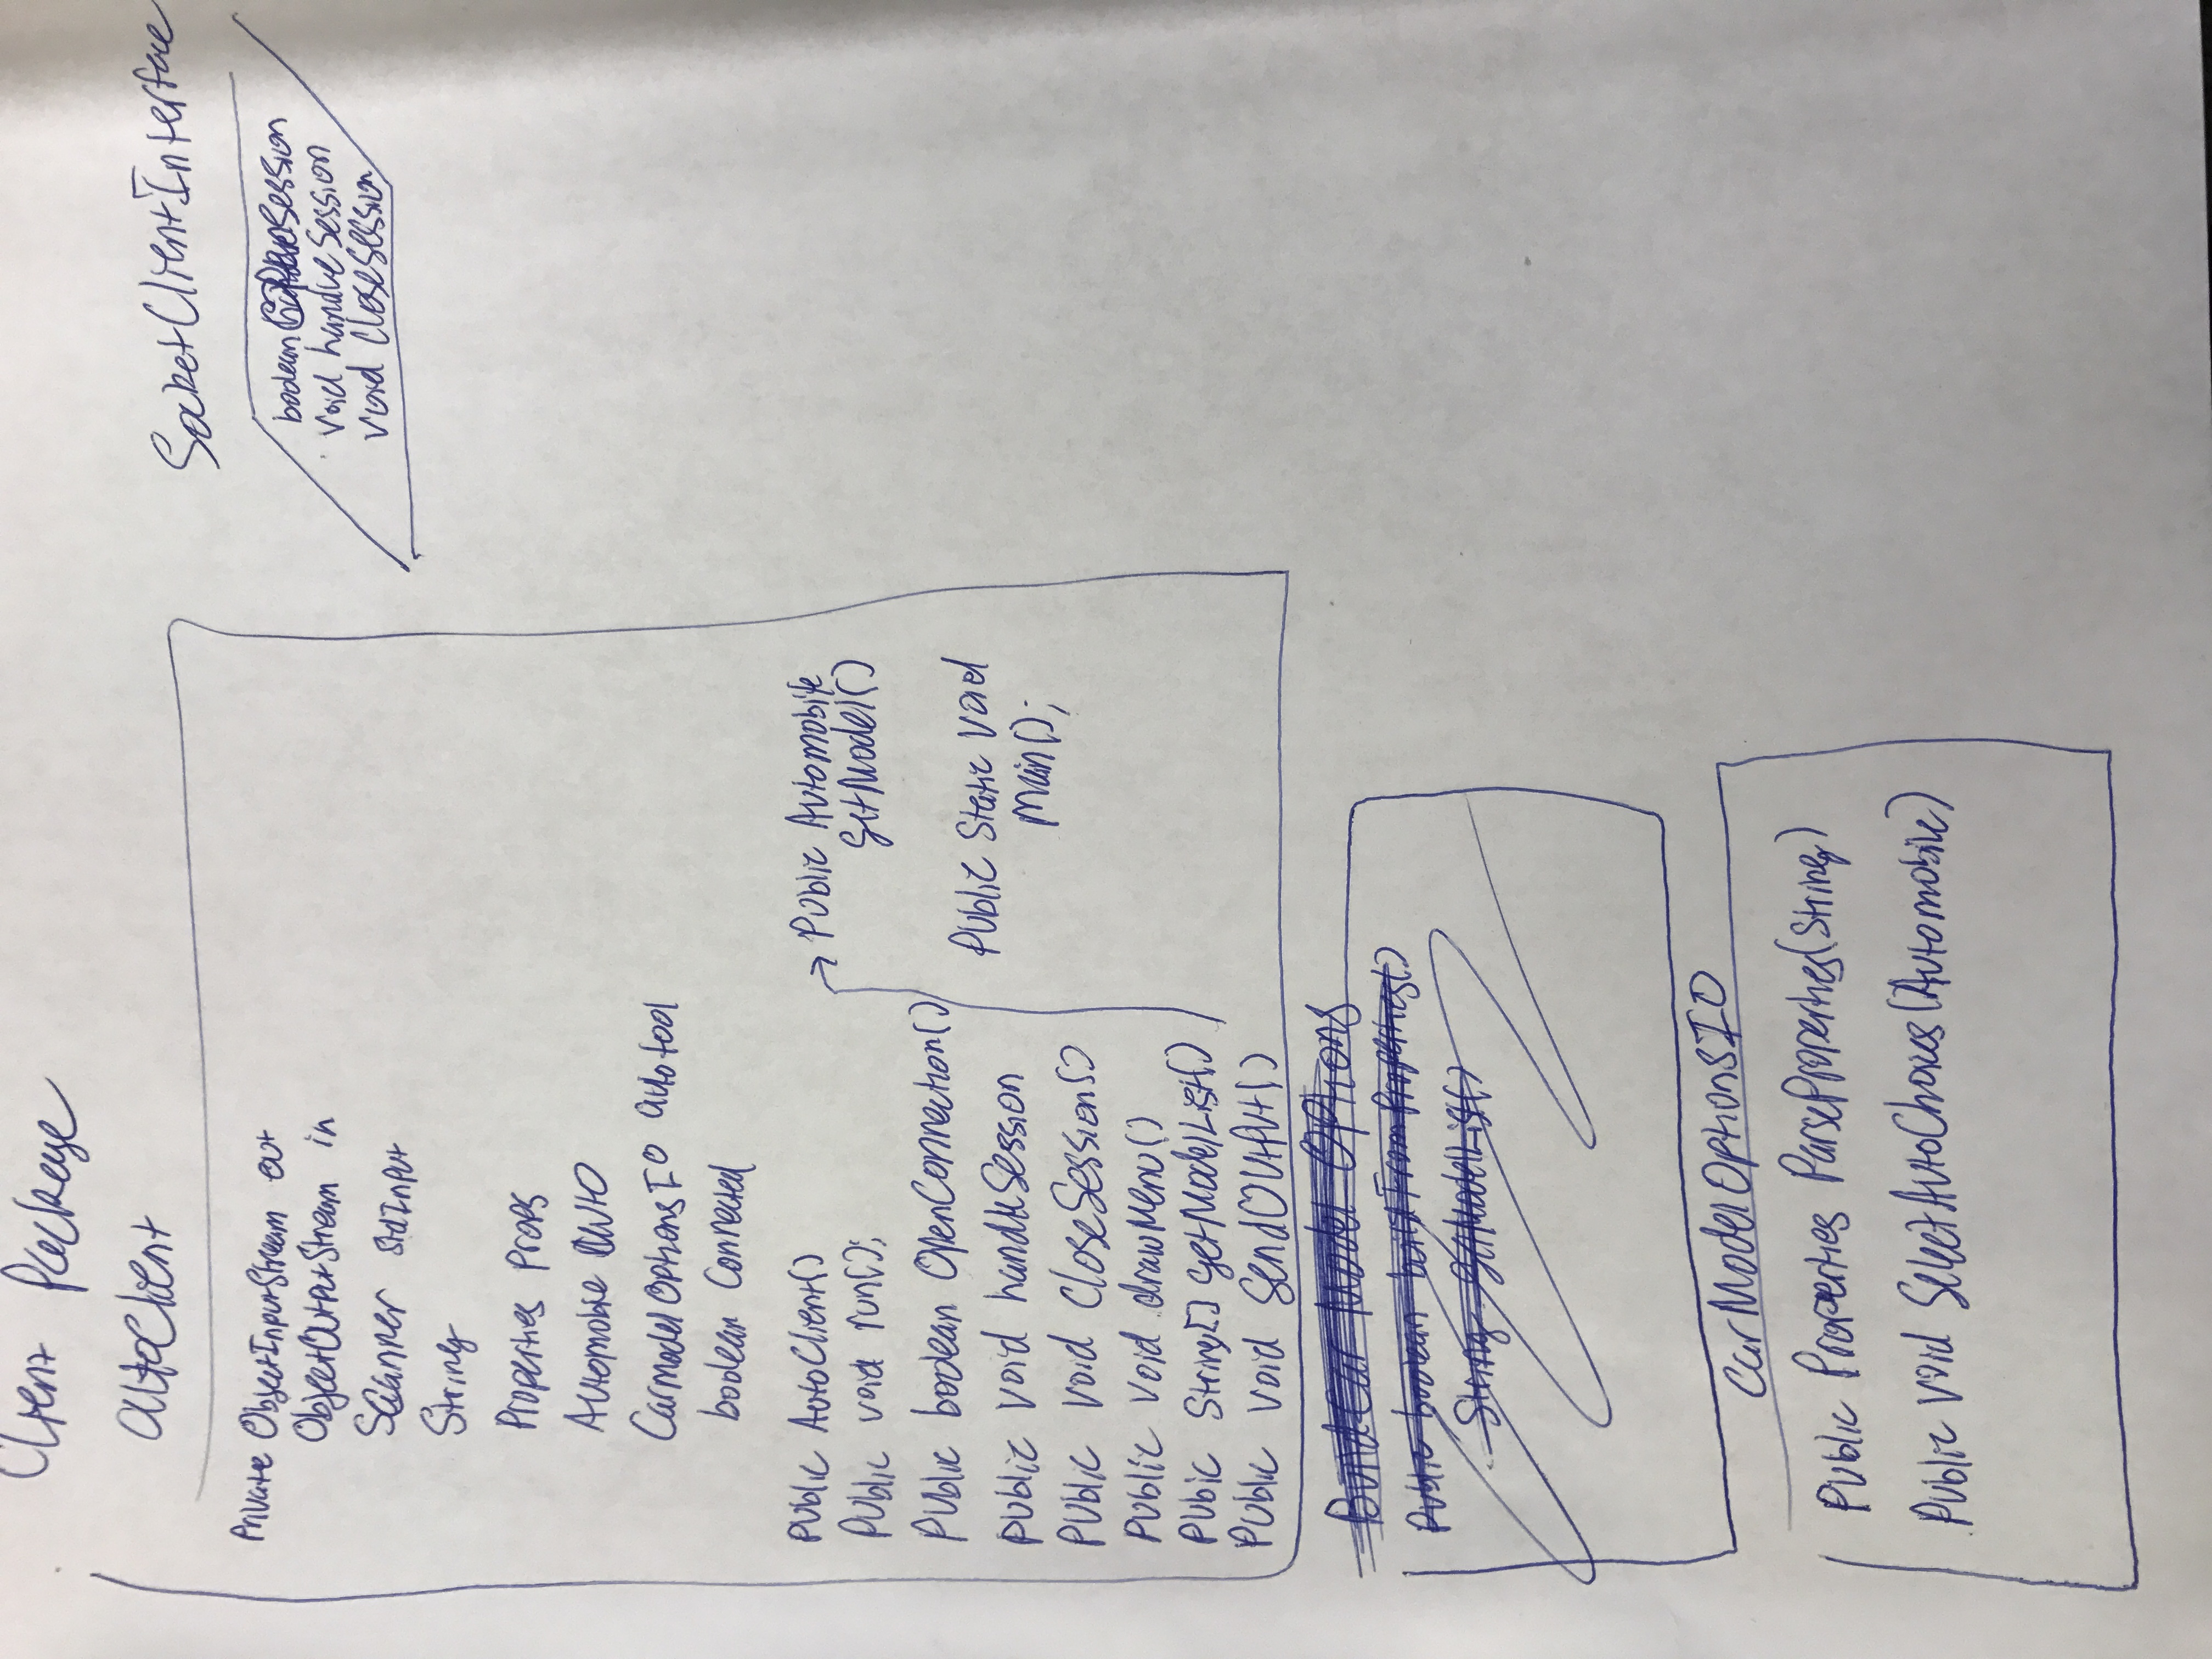 Client Package
autoClient
Private ObjectInputStream out
ObjectOutputStream in
Scanner stdInput
String
Properties props
Automobile auto
CarModelOptionsIO autotool
boolean Connected
Public AutoClient()
Public void run();
Public boolean OpenConnection()
Public void handleSession
Public void CloseSession()
Public void drawMenu()
Pubic String[] getModelList()
Public void SendOutput()
Public Automobile
getModel()
Public Static void
Main();
SocketClientInterface
boolean OpenSession
void handleSession
void CloseSession
BuildCar Model Options
Public boolean buildFromProperties()
String getModelList()
CarModelOptionsIO
Public Properties ParseProperties(String)
Public void SelectAutoChoices(Automobile)